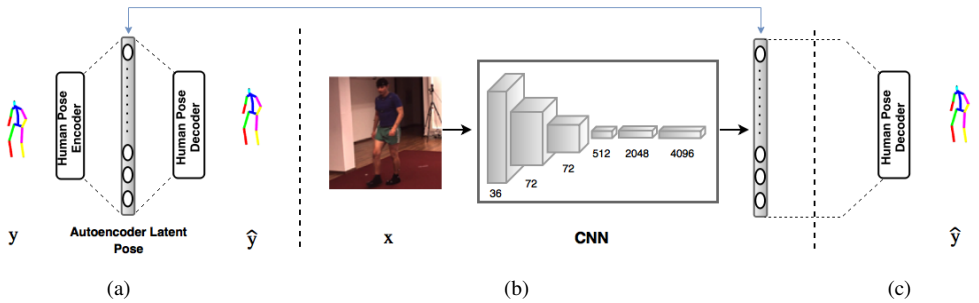 Human Pose
Encoder
Human Pose
Decoder
y
Autoencoder Latent
Pose
ŷ
36
72
72
512
2048
4096
x
CNN
Human Pose
Decoder
ŷ
(a)
(b)
(c)